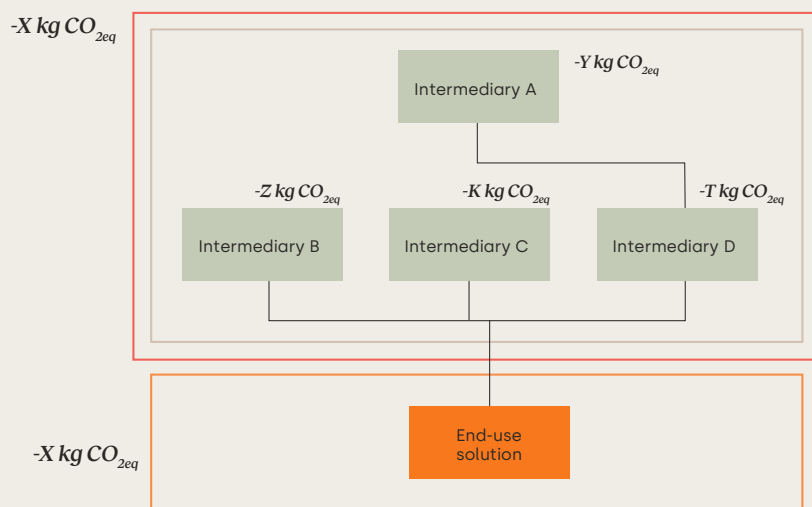 -X kg CO2eq
-Y kg CO2eq
Intermediary A
-Z kg CO2eq
-K kg CO2eq
-T kg CO2eq
Intermediary B
Intermediary C
Intermediary D
End-use
solution
-X kg CO2eq